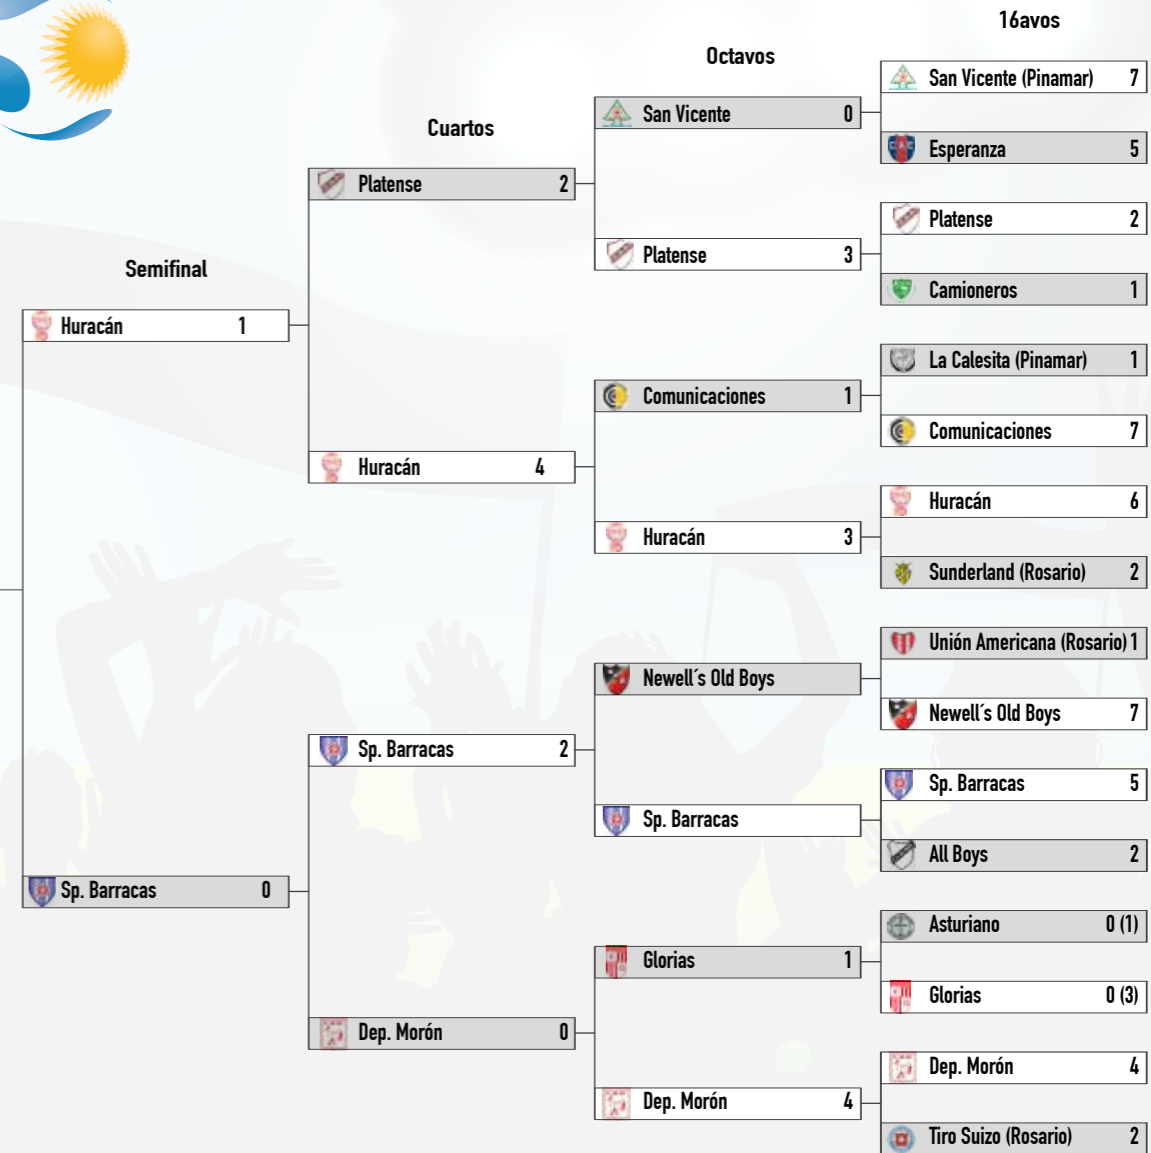 16avos
Octavos
Cuartos
Semifinal
San Vicente (Pinamar) 7
Esperanza 5
Platense 2
Camioneros 1
La Calesita (Pinamar) 1
Comunicaciones 7
Huracán 6
Sunderland (Rosario) 2
Unión Americana (Rosario) 1
Newell´s Old Boys 7
Sp. Barracas 5
All Boys 2
Asturiano 0 (1)
Glorias 0 (3)
Dep. Morón 4
Tiro Suizo (Rosario) 2
San Vicente 0
Platense 3
Comunicaciones 1
Huracán 3
Newell´s Old Boys
Sp. Barracas
Glorias 1
Dep. Morón 4
Platense 2
Huracán 4
Sp. Barracas 2
Dep. Morón 0
Huracán 1
Sp. Barracas 0